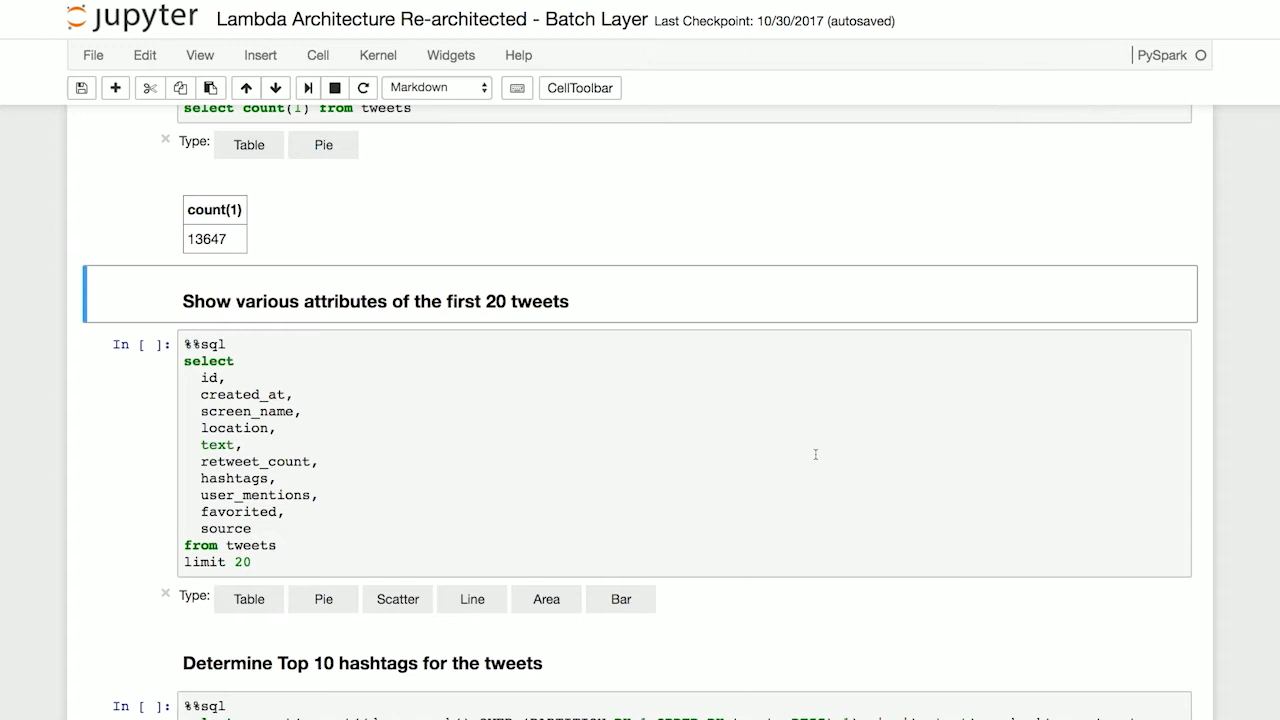 jupyter Lambda Architecture Re-architected - Batch Layer Last Checkpoint: 10/30/2017 (autosaved)
File Edit View Insert Cell Kernel Widgets Help PySpark
Markdown CellToolbar
select count(1) from tweets
× Type: Table Pie
count(1)
13647
Show various attributes of the first 20 tweets
In [ ]: %%sql
select
id,
created_at,
screen_name,
location,
text,
retweet_count,
hashtags,
user_mentions,
favorited,
source
from tweets
limit 20
× Type: Table Pie Scatter Line Area Bar
Determine Top 10 hashtags for the tweets
In [ ]: %%sql